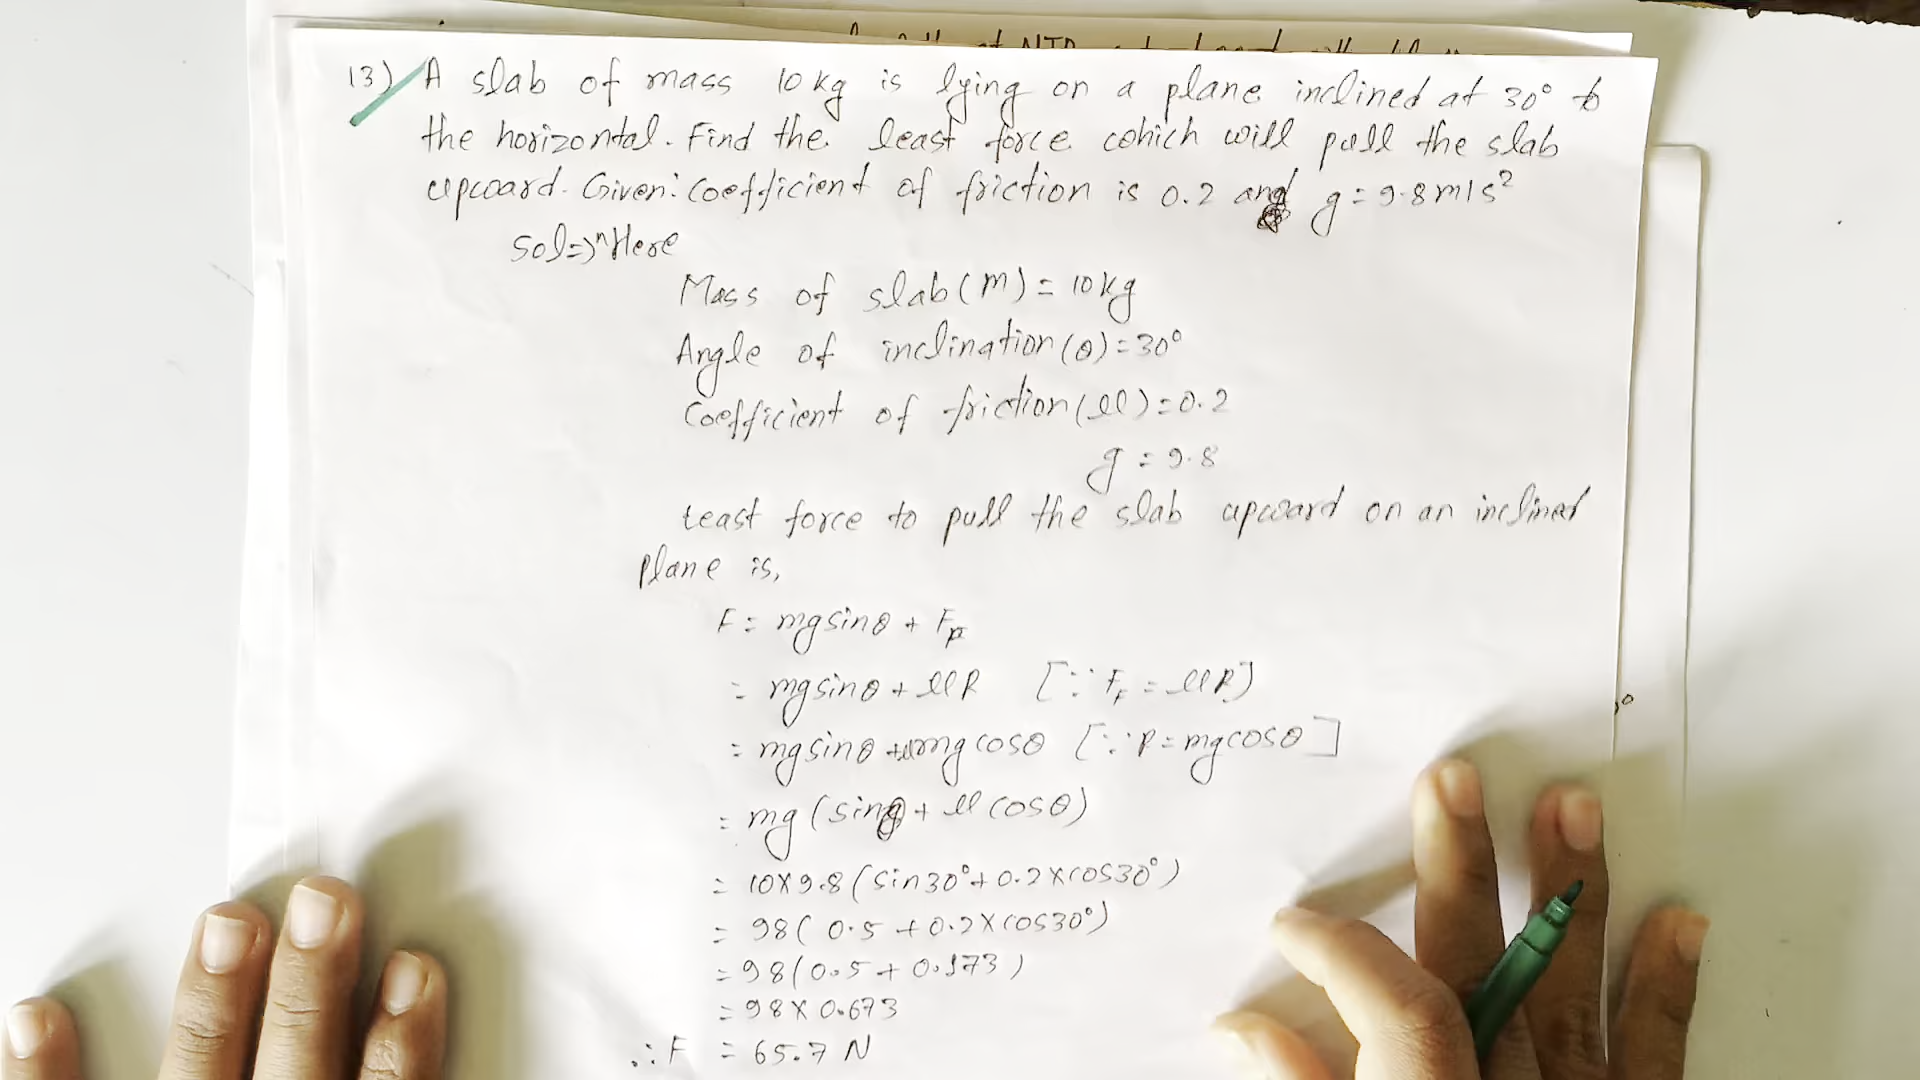 13) A slab of mass 10 kg is lying on a plane inclined at 30° to
the horizontal. Find the least force which will pull the slab
upward. Given: coefficient of friction is 0.2 and g = 9.8 m/s²
Sol⇒ⁿ Here
Mass of slab (m) = 10 kg
Angle of inclination (θ) = 30°
Coefficient of friction (μ) = 0.2
g = 9.8
Least force to pull the slab upward on an inclined
plane is,
F = mg sinθ + Fr
= mg sinθ + μR [∵ Fr = μR]
= mg sinθ + μmg cosθ [∵ R = mg cosθ]
= mg (sinθ + μ cosθ)
= 10×9.8 (sin30° + 0.2×cos30°)
= 98( 0.5 + 0.2×cos30°)
= 98(0.5 + 0.173)
= 98 × 0.673
∴ F = 65.7 N